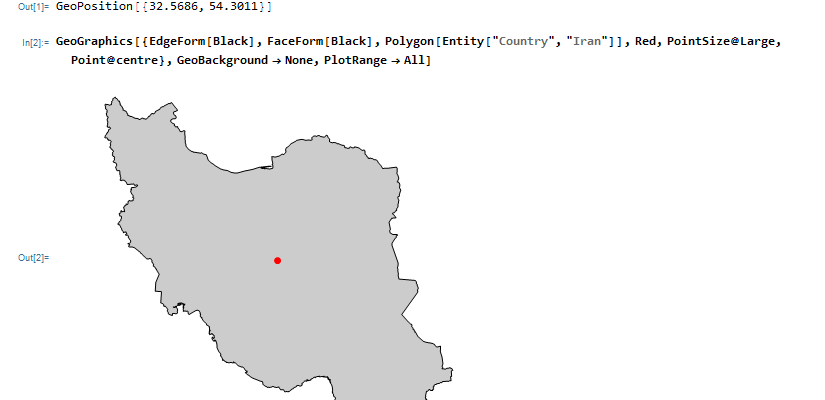 Out[1]= GeoPosition[{32.5686, 54.3011}]
In[2]:= GeoGraphics[{EdgeForm[Black], FaceForm[Black], Polygon[Entity["Country", "Iran"]], Red, PointSize@Large,
Point@centre}, GeoBackground → None, PlotRange → All]
Out[2]=